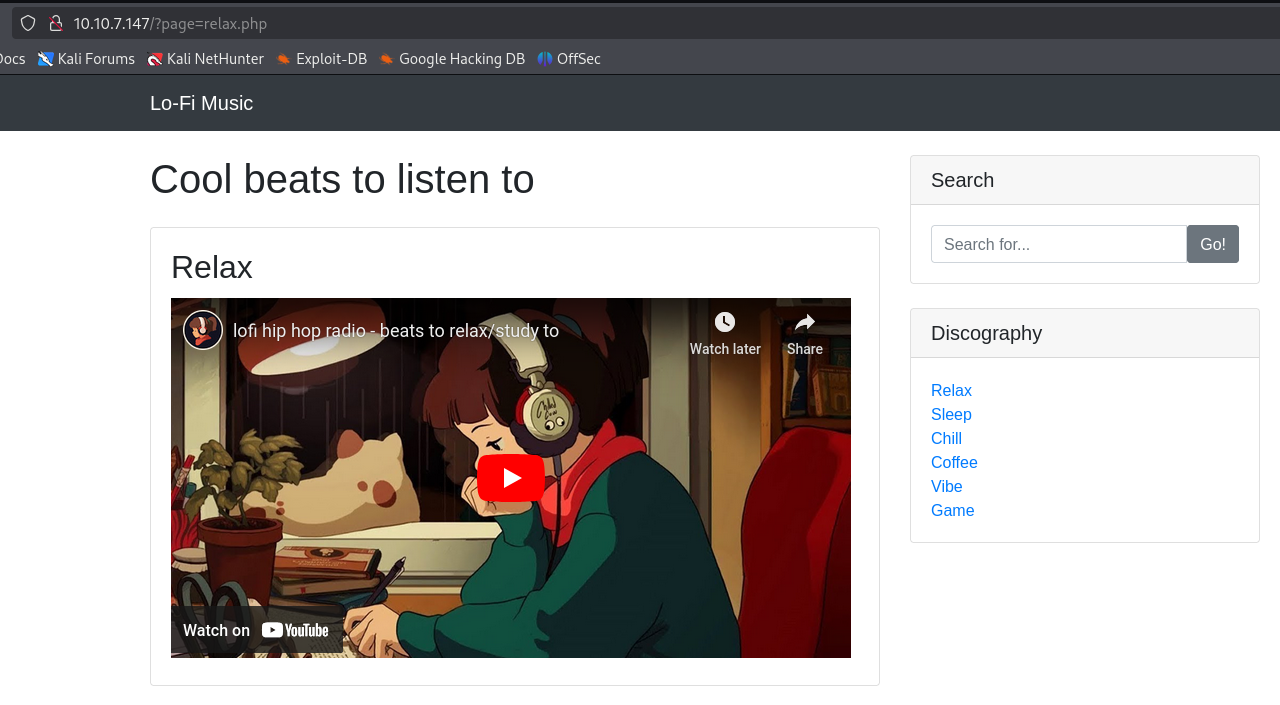 10.10.7.147/?page=relax.php
Docs Kali Forums Kali NetHunter Exploit-DB Google Hacking DB OffSec
Lo-Fi Music
Cool beats to listen to
Relax
lofi hip hop radio - beats to relax/study to
Watch later
Share
Watch on YouTube
Search
Search for...
Go!
Discography
Relax
Sleep
Chill
Coffee
Vibe
Game